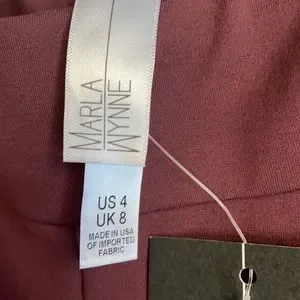 MARLA
WYNNE
US 4
UK 8
MADE IN USA
OF IMPORTED
FABRIC